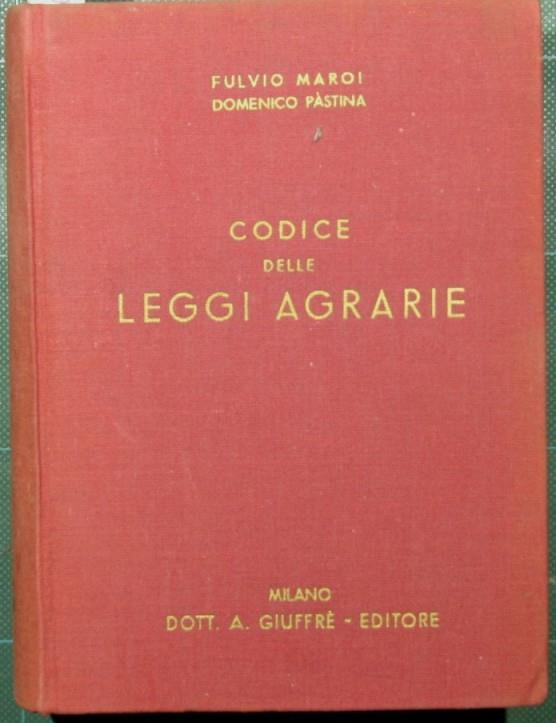 FULVIO MAROI
DOMENICO PÀSTINA
CODICE
DELLE
LEGGI AGRARIE
MILANO
DOTT. A. GIUFFRÈ - EDITORE